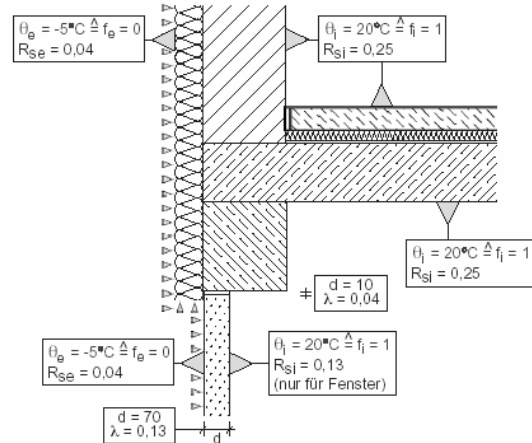 θe = -5°C ≙ fe = 0
Rse = 0,04
θi = 20°C ≙ fi = 1
Rsi = 0,25
θi = 20°C ≙ fi = 1
Rsi = 0,25
d = 10
λ = 0,04
θe = -5°C ≙ fe = 0
Rse = 0,04
θi = 20°C ≙ fi = 1
Rsi = 0,13
(nur für Fenster)
d = 70
λ = 0,13
d